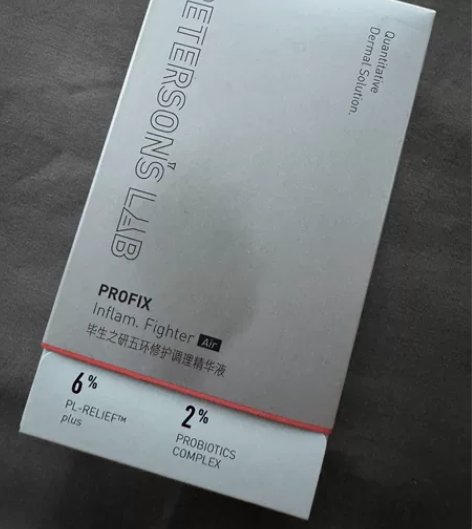 PETERSON'S LAB
Quantitative
Dermal Solution.
PROFIX
Inflam. Fighter Air
毕生之研五环修护调理精华液
6%
PL-RELIEF™
plus
2%
PROBIOTICS
COMPLEX